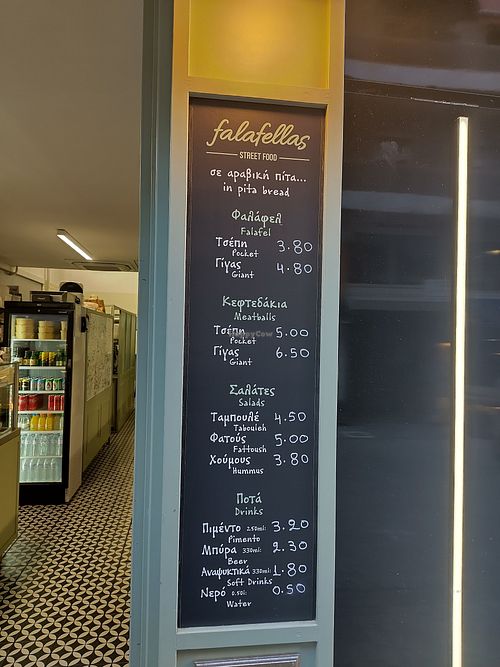 falafellas
STREET FOOD
σε αραβική πίτα...
in pita bread
Φαλάφελ
Falafel
Τσέπη 3.80
Pocket
Γίγας 4.80
Giant
Κεφτεδάκια
Meatballs
Τσέπη 5.00
Pocket
Γίγας 6.50
Giant
Σαλάτες
Salads
Ταμπουλέ 4.50
Tabouleh
Φατούς 5.00
Fattoush
Χούμους 3.80
Hummus
Ποτά
Drinks
Πιμέντο 250ml: 3.20
Pimento
Μπύρα 330ml: 2.30
Beer
Αναψυκτικά 330ml: 1.80
Soft Drinks
Νερό 0.50l: 0.50
Water